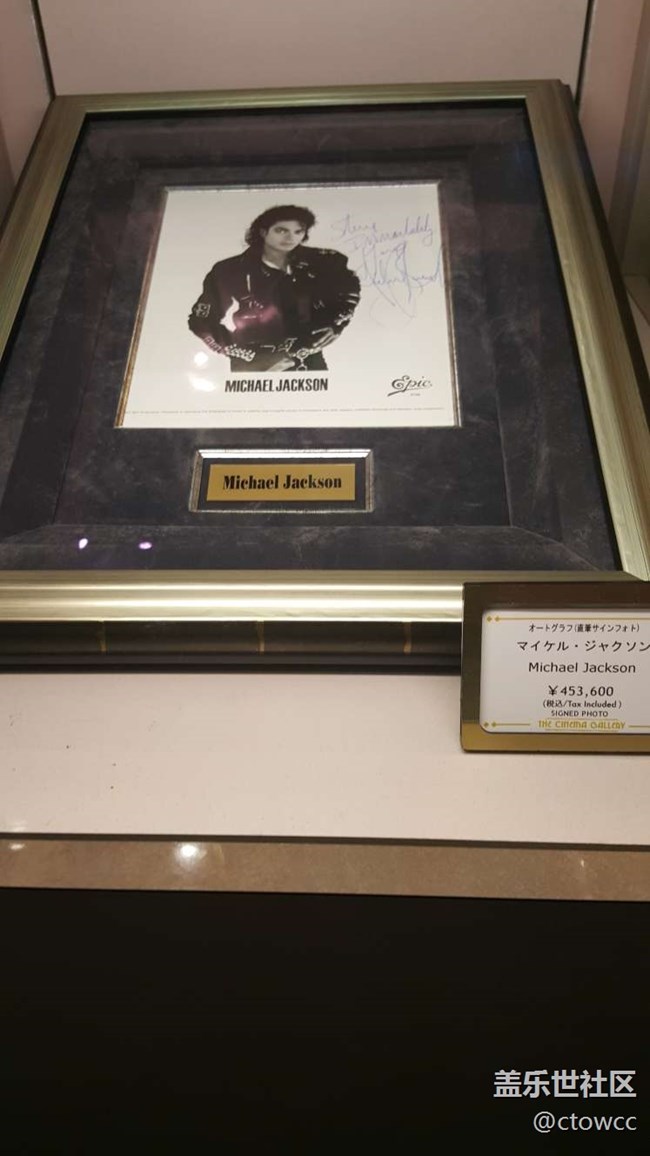 MICHAEL JACKSON
Epic
Michael Jackson
オートグラフ(直筆サインフォト)
マイケル・ジャクソン
Michael Jackson
￥453,600
(税込/Tax Included)
SIGNED PHOTO
THE CINEMA GALLERY
盖乐世社区
@ctowcc